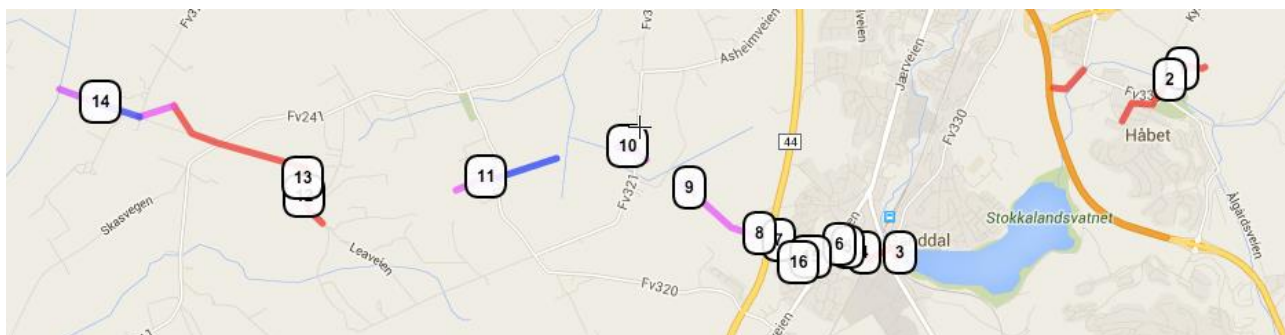 Fv241
Skasvegen
Leaveien
14
13
11
10
Fv321
Åsheimveien
9
8
16
6
3
44
Jærveien
Fv330
Fv320
Stokkalandsvatnet
2
Håbet
Ålgårdsveien